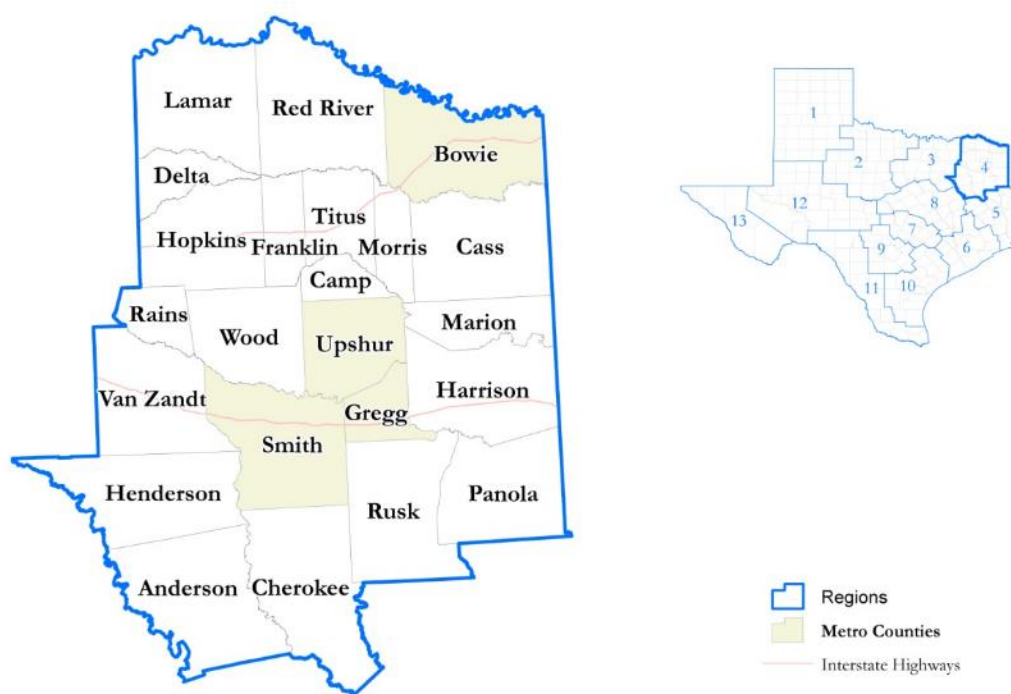 Lamar
Red River
Bowie
Delta
Titus
Hopkins
Franklin
Morris
Cass
Camp
Rains
Wood
Marion
Upshur
Van Zandt
Harrison
Gregg
Smith
Henderson
Rusk
Panola
Anderson
Cherokee
1
2
3
4
8
5
12
13
7
9
6
11
10
Regions
Metro Counties
Interstate Highways